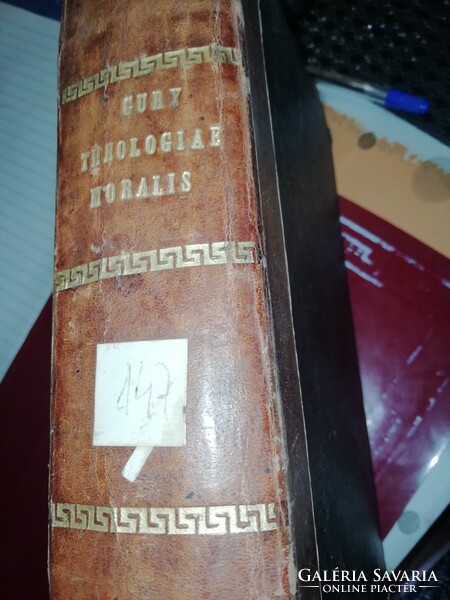 GURY
THEOLOGIAE
MORALIS
147
GALÉRIA SAVARIA
ONLINE PIACTÉR